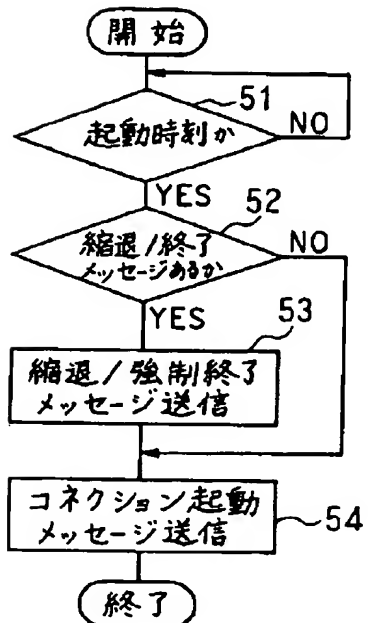 開始
51
起動時刻か
NO
YES
52
縮退/終了
メッセージあるか
NO
YES
53
縮退/強制終了
メッセージ送信
コネクション起動
メッセージ送信
54
終了